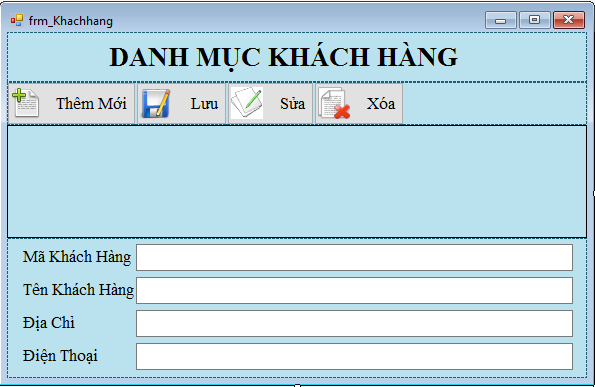 frm_Khachhang
DANH MỤC KHÁCH HÀNG
Thêm Mới Lưu Sửa Xóa
Mã Khách Hàng
Tên Khách Hàng
Địa Chỉ
Điện Thoại